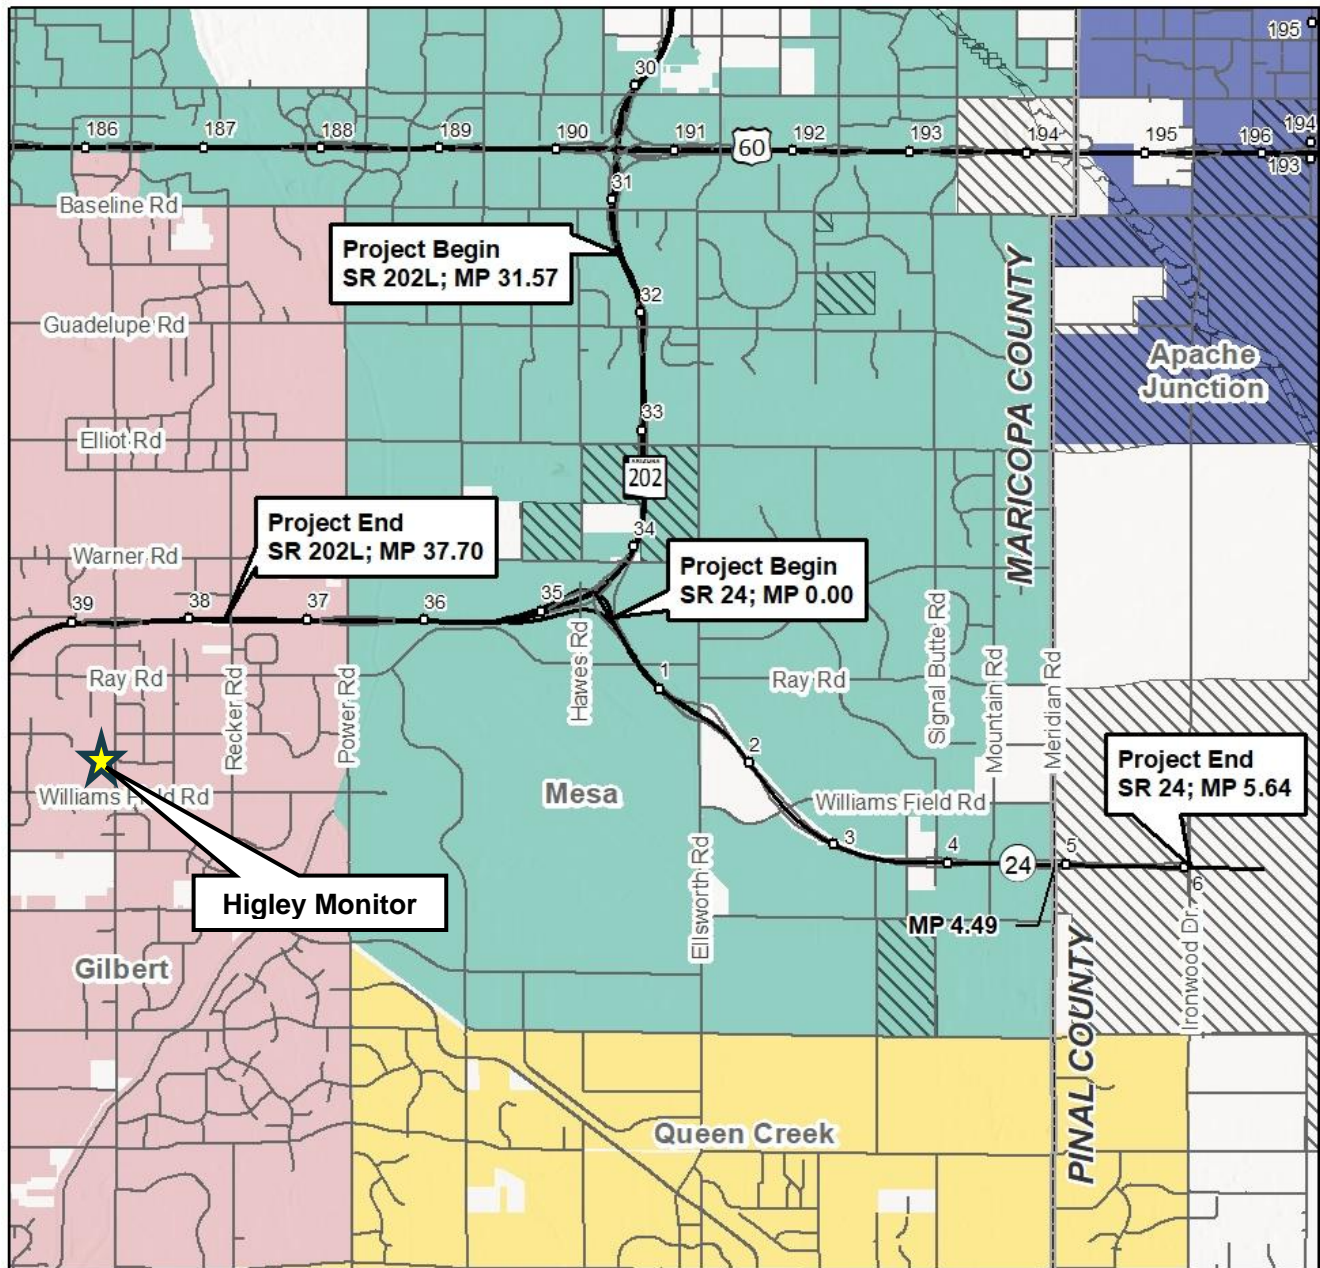 30
195
186
187
188
189
190
191
60
192
193
194
195
196
194
193
31
Baseline Rd
Project Begin
SR 202L; MP 31.57
32
Guadelupe Rd
MARICOPA COUNTY
Apache
Junction
33
Elliot Rd
ARIZONA
202
Project End
SR 202L; MP 37.70
34
Warner Rd
Project Begin
SR 24; MP 0.00
39
38
37
36
35
Hawes Rd
Signal Butte Rd
Mountain Rd
Meridian Rd
Ray Rd
Recker Rd
Power Rd
1
Ray Rd
2
Project End
SR 24; MP 5.64
Williams Field Rd
Mesa
Williams Field Rd
3
4
24
5
6
Ellsworth Rd
Higley Monitor
MP 4.49
Ironwood Dr.
Gilbert
PINAL COUNTY
Queen Creek